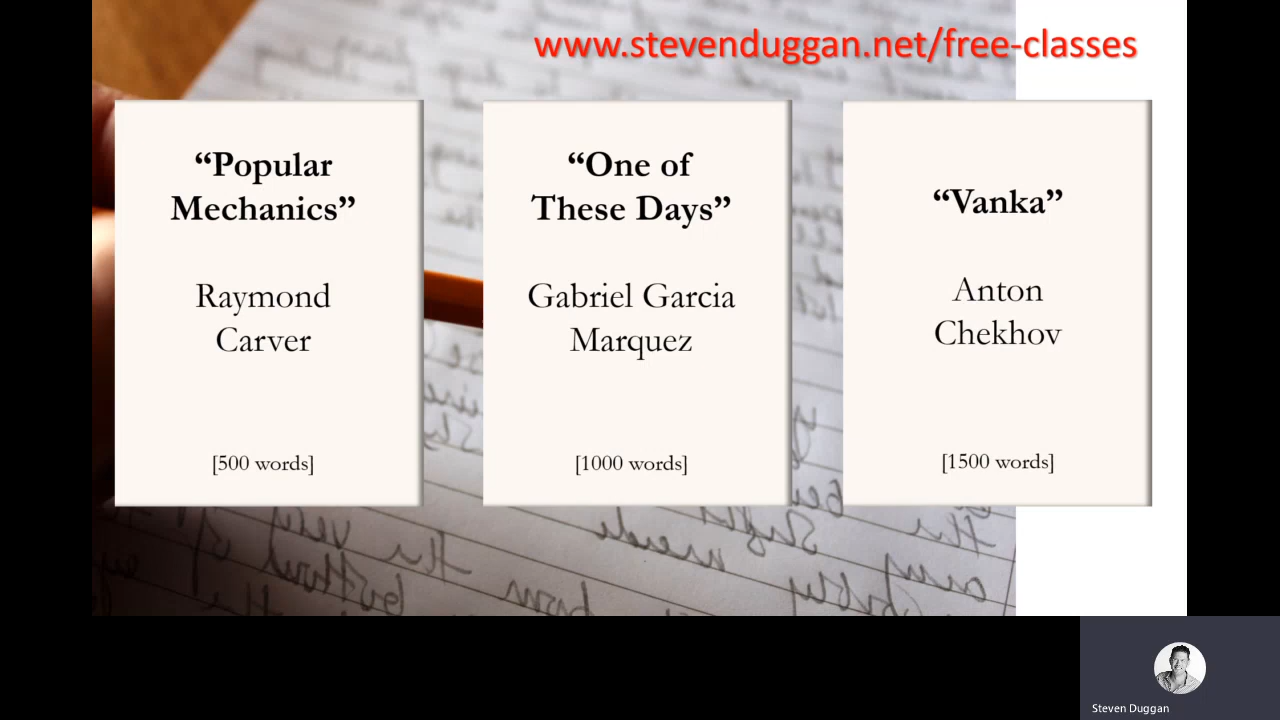 www.stevenduggan.net/free-classes
“Popular
Mechanics”
Raymond
Carver
[500 words]
“One of
These Days”
Gabriel Garcia
Marquez
[1000 words]
“Vanka”
Anton
Chekhov
[1500 words]
Steven Duggan